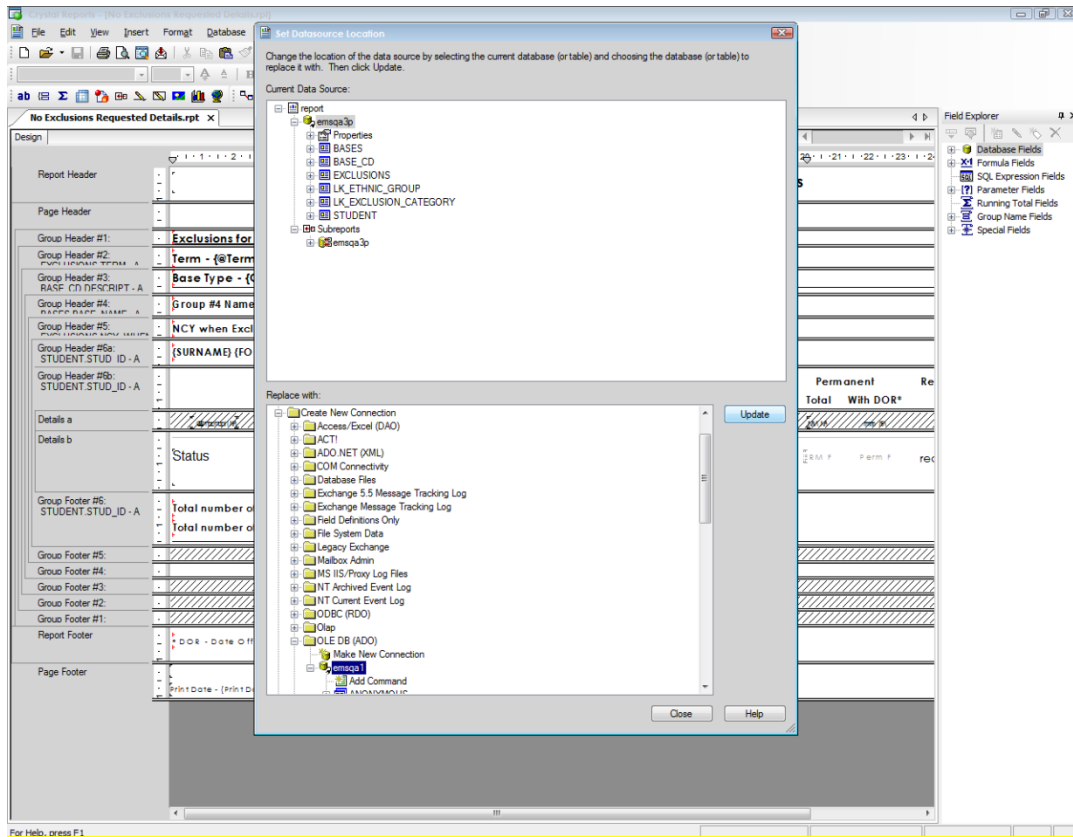 Crystal Reports - [No Exclusions Requested Details.rpt]
File Edit View Insert Format Database
No Exclusions Requested Details.rpt X
Design
Report Header
Page Header
Group Header #1:
Exclusions for
Group Header #2:
Term - {@Term
Group Header #3:
BASE_CD.DESCRIPT - A
Base Type - {
Group Header #4:
Group #4 Name
Group Header #5:
NCY when Excl
Group Header #6a:
STUDENT.STUD_ID - A
{SURNAME} {FO
Group Header #6b:
STUDENT.STUD_ID - A
Permanent Re
Total With DOR*
Details a
Details b
Status
Perm
rec
Group Footer #6:
STUDENT.STUD_ID - A
Total number o
Total number o
Group Footer #5:
Group Footer #4:
Group Footer #3:
Group Footer #2:
Group Footer #1:
Report Footer
* DOR - Date Off
Page Footer
Print Date - {Print D
For Help, press F1
Set Datasource Location
Change the location of the data source by selecting the current database (or table) and choosing the database (or table) to
replace it with. Then click Update.
Current Data Source:
report
emsqa3p
Properties
BASES
BASE_CD
EXCLUSIONS
LK_ETHNIC_GROUP
LK_EXCLUSION_CATEGORY
STUDENT
Subreports
emsqa3p
Replace with:
Create New Connection
Access/Excel (DAO)
ACT!
ADO.NET (XML)
COM Connectivity
Database Files
Exchange 5.5 Message Tracking Log
Exchange Message Tracking Log
Field Definitions Only
File System Data
Legacy Exchange
Mailbox Admin
MS IIS/Proxy Log Files
NT Archived Event Log
NT Current Event Log
ODBC (RDO)
Olap
OLE DB (ADO)
Make New Connection
emsqa1
Add Command
ANONYMOUS
Update
Close Help
Field Explorer
Database Fields
Formula Fields
SQL Expression Fields
Parameter Fields
Running Total Fields
Group Name Fields
Special Fields